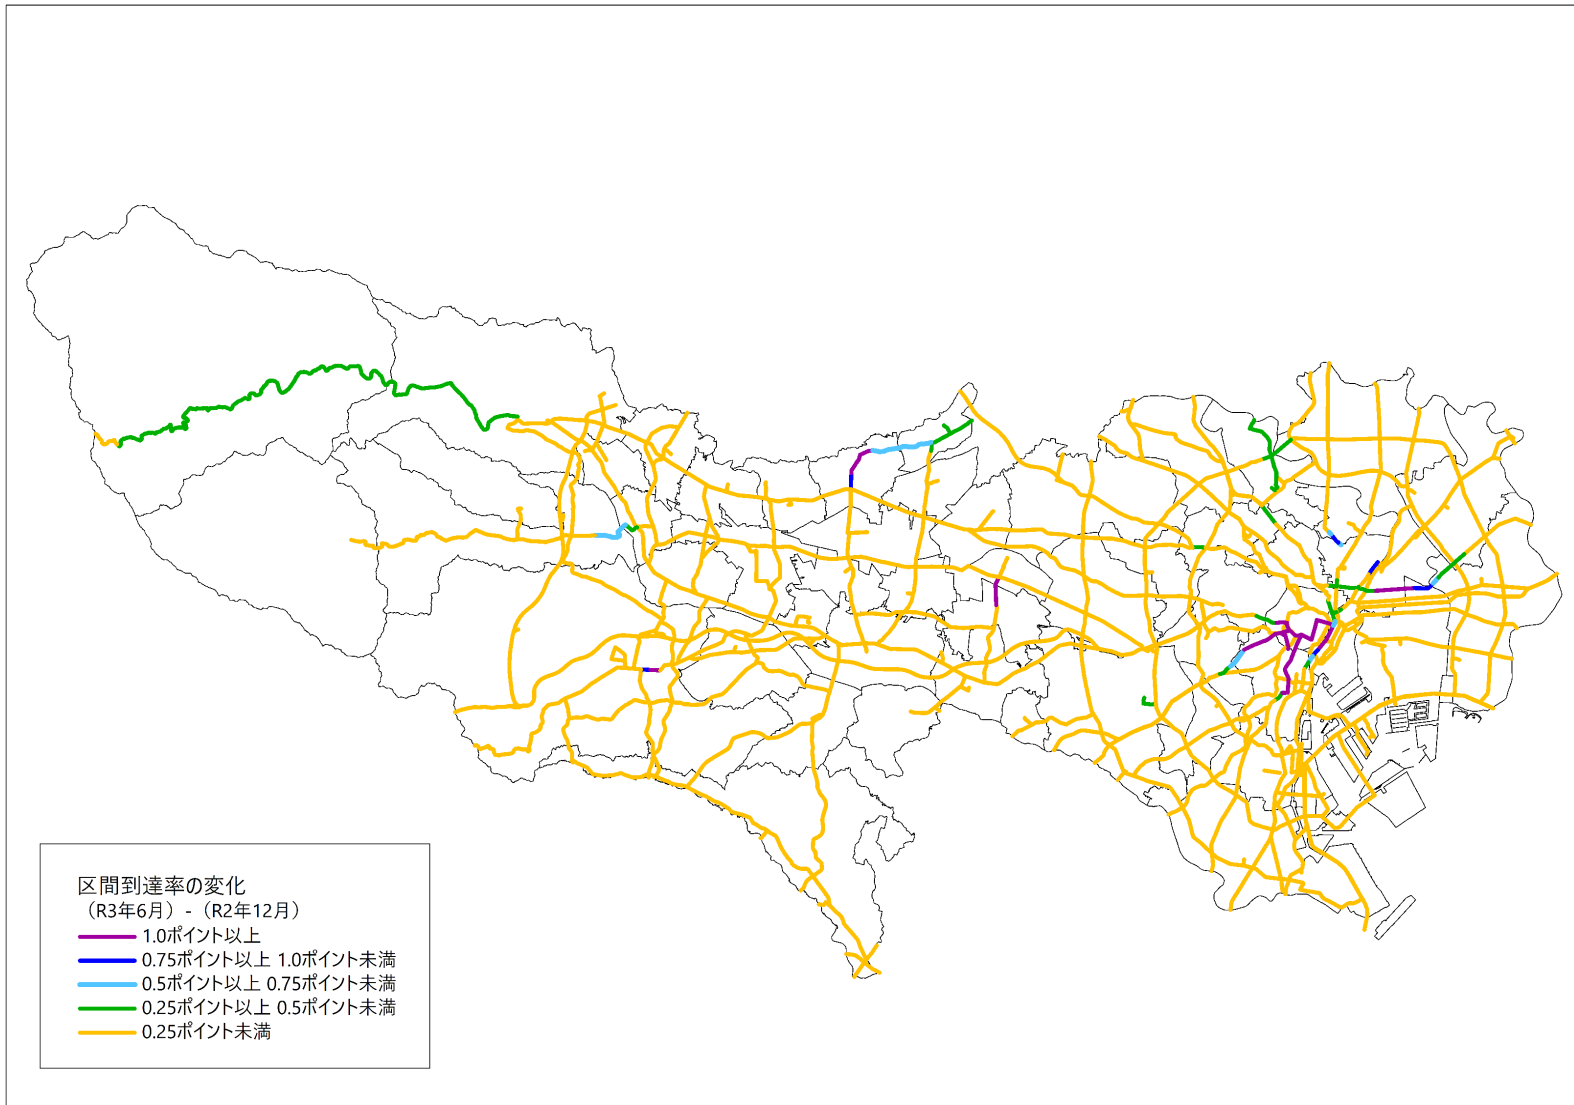 区間到達率の変化
（R3年6月）-（R2年12月）
1.0ポイント以上
0.75ポイント以上 1.0ポイント未満
0.5ポイント以上 0.75ポイント未満
0.25ポイント以上 0.5ポイント未満
0.25ポイント未満